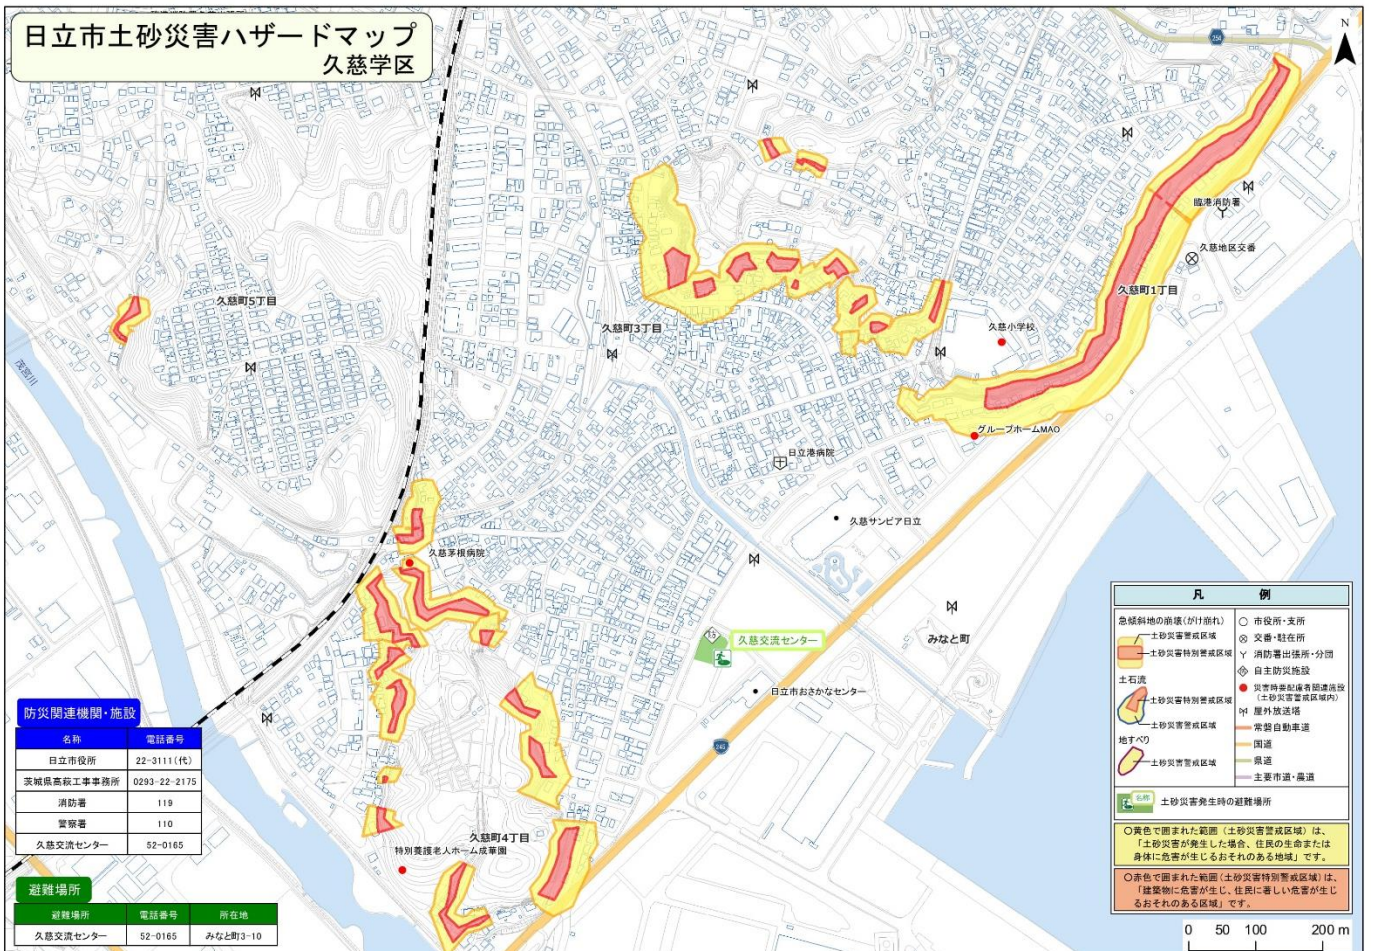 日立市土砂災害ハザードマップ
久慈学区
N
254
臨港消防署
久慈地区交番
久慈町1丁目
久慈町5丁目
久慈町3丁目
久慈小学校
茂宮川
グループホームMAO
日立港病院
久慈サンピア日立
久慈茅根病院
みなと町
久慈交流センター
日立市おさかなセンター
245
久慈町4丁目
特別養護老人ホーム成華園
防災関連機関・施設
名称 電話番号
日立市役所 22-3111(代)
茨城県高萩工事事務所 0293-22-2175
消防署 119
警察署 110
久慈交流センター 52-0165
避難場所
避難場所 電話番号 所在地
久慈交流センター 52-0165 みなと町3-10
凡 例
急傾斜地の崩壊(がけ崩れ)
土砂災害警戒区域
土砂災害特別警戒区域
土石流
土砂災害特別警戒区域
土砂災害警戒区域
地すべり
土砂災害警戒区域
市役所・支所
交番・駐在所
消防署出張所・分団
自主防災施設
災害時要配慮者関連施設
(土砂災害警戒区域内)
屋外放送塔
常磐自動車道
国道
県道
主要市道・農道
名称
土砂災害発生時の避難場所
○黄色で囲まれた範囲(土砂災害警戒区域)は、
「土砂災害が発生した場合、住民の生命または
身体に危害が生じるおそれのある地域」です。
○赤色で囲まれた範囲(土砂災害特別警戒区域)は、
「建築物に危害が生じ、住民に著しい危害が生じ
るおそれのある区域」です。
0 50 100 200 m